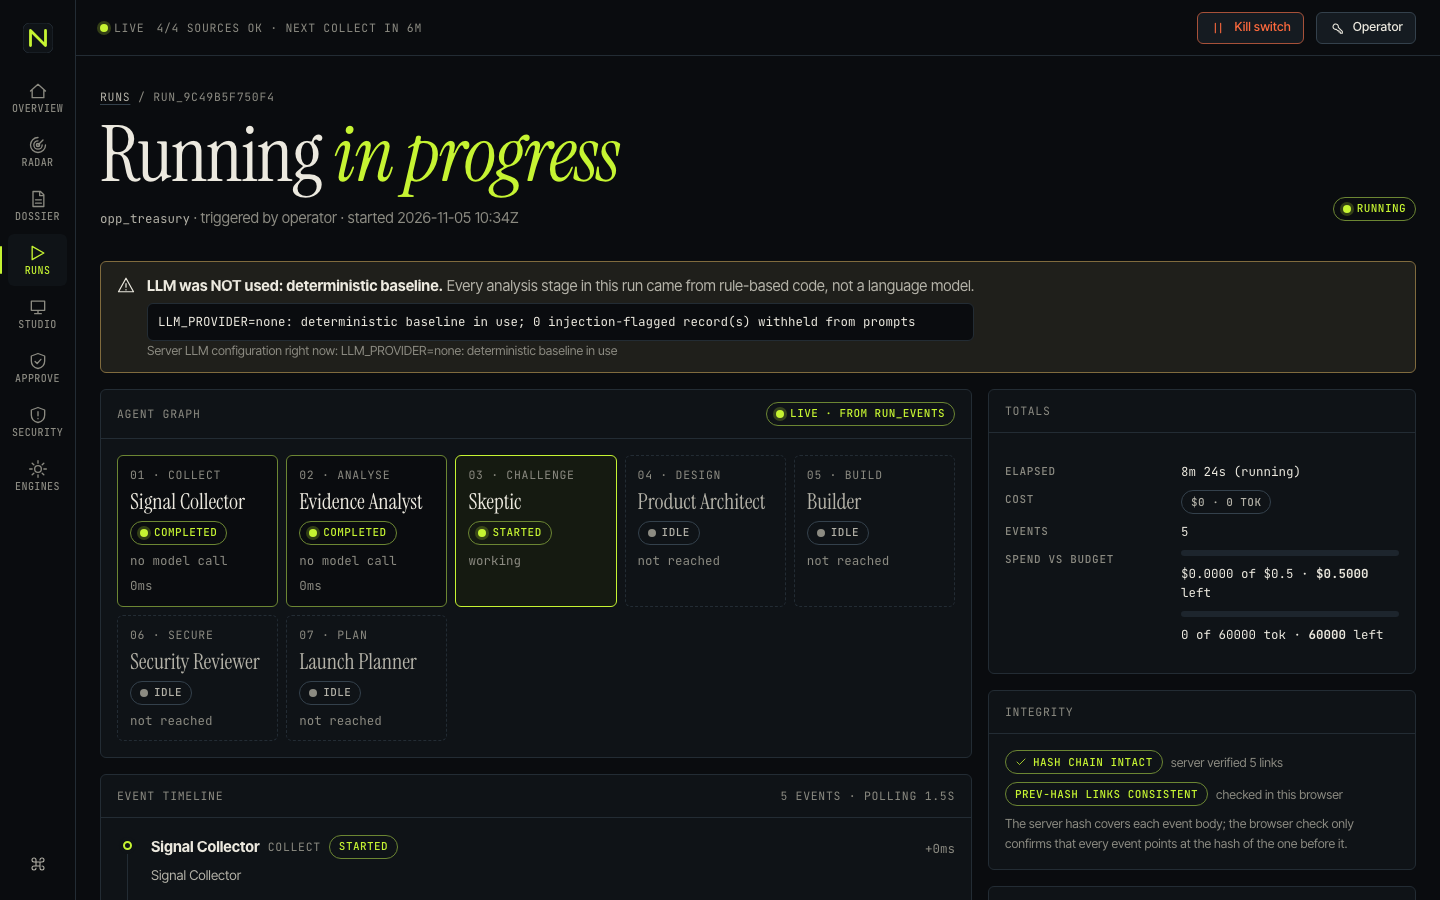 LIVE 4/4 SOURCES OK · NEXT COLLECT IN 6M
Kill switch
Operator
OVERVIEW
RADAR
DOSSIER
RUNS
STUDIO
APPROVE
SECURITY
ENGINES
RUNS / RUN_9C49B5F750F4
Running in progress
opp_treasury · triggered by operator · started 2026-11-05 10:34Z
RUNNING
LLM was NOT used: deterministic baseline. Every analysis stage in this run came from rule-based code, not a language model.
LLM_PROVIDER=none: deterministic baseline in use; 0 injection-flagged record(s) withheld from prompts
Server LLM configuration right now: LLM_PROVIDER=none: deterministic baseline in use
AGENT GRAPH
LIVE · FROM RUN_EVENTS
01 · COLLECT
Signal Collector
COMPLETED
no model call
0ms
02 · ANALYSE
Evidence Analyst
COMPLETED
no model call
0ms
03 · CHALLENGE
Skeptic
STARTED
working
04 · DESIGN
Product Architect
IDLE
not reached
05 · BUILD
Builder
IDLE
not reached
06 · SECURE
Security Reviewer
IDLE
not reached
07 · PLAN
Launch Planner
IDLE
not reached
EVENT TIMELINE
5 EVENTS · POLLING 1.5S
Signal Collector COLLECT STARTED
+0ms
Signal Collector
TOTALS
ELAPSED
8m 24s (running)
COST
$0 · 0 TOK
EVENTS
5
SPEND VS BUDGET
$0.0000 of $0.5 · $0.5000
left
0 of 60000 tok · 60000 left
INTEGRITY
HASH CHAIN INTACT server verified 5 links
PREV-HASH LINKS CONSISTENT checked in this browser
The server hash covers each event body; the browser check only
confirms that every event points at the hash of the one before it.